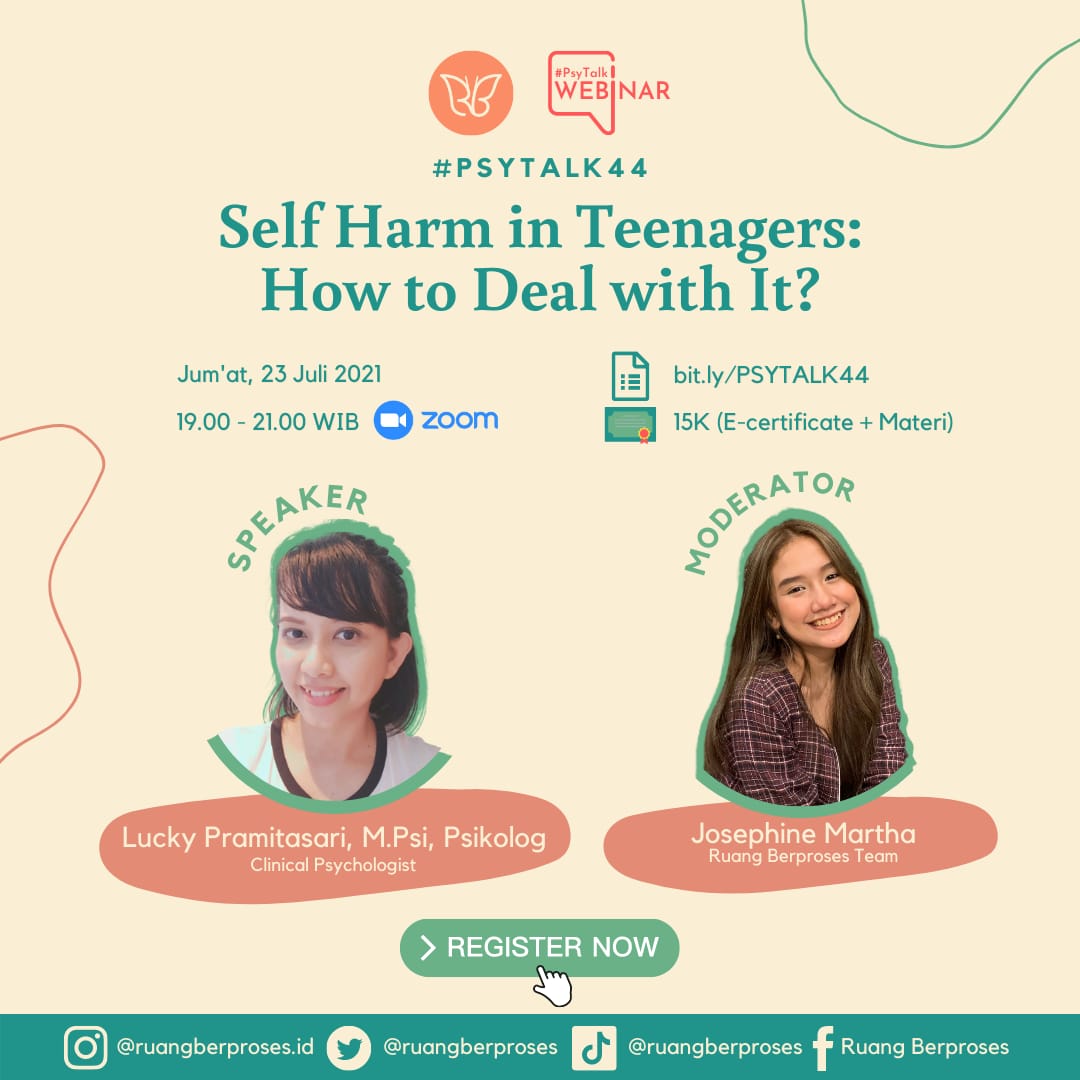 #PsyTalk
WEBINAR
#PSYTALK44
Self Harm in Teenagers:
How to Deal with It?
Jum'at, 23 Juli 2021
19.00 - 21.00 WIB zoom
bit.ly/PSYTALK44
15K (E-certificate + Materi)
SPEAKER
MODERATOR
Lucky Pramitasari, M.Psi, Psikolog
Clinical Psychologist
Josephine Martha
Ruang Berproses Team
> REGISTER NOW
@ruangberproses.id @ruangberproses @ruangberproses Ruang Berproses